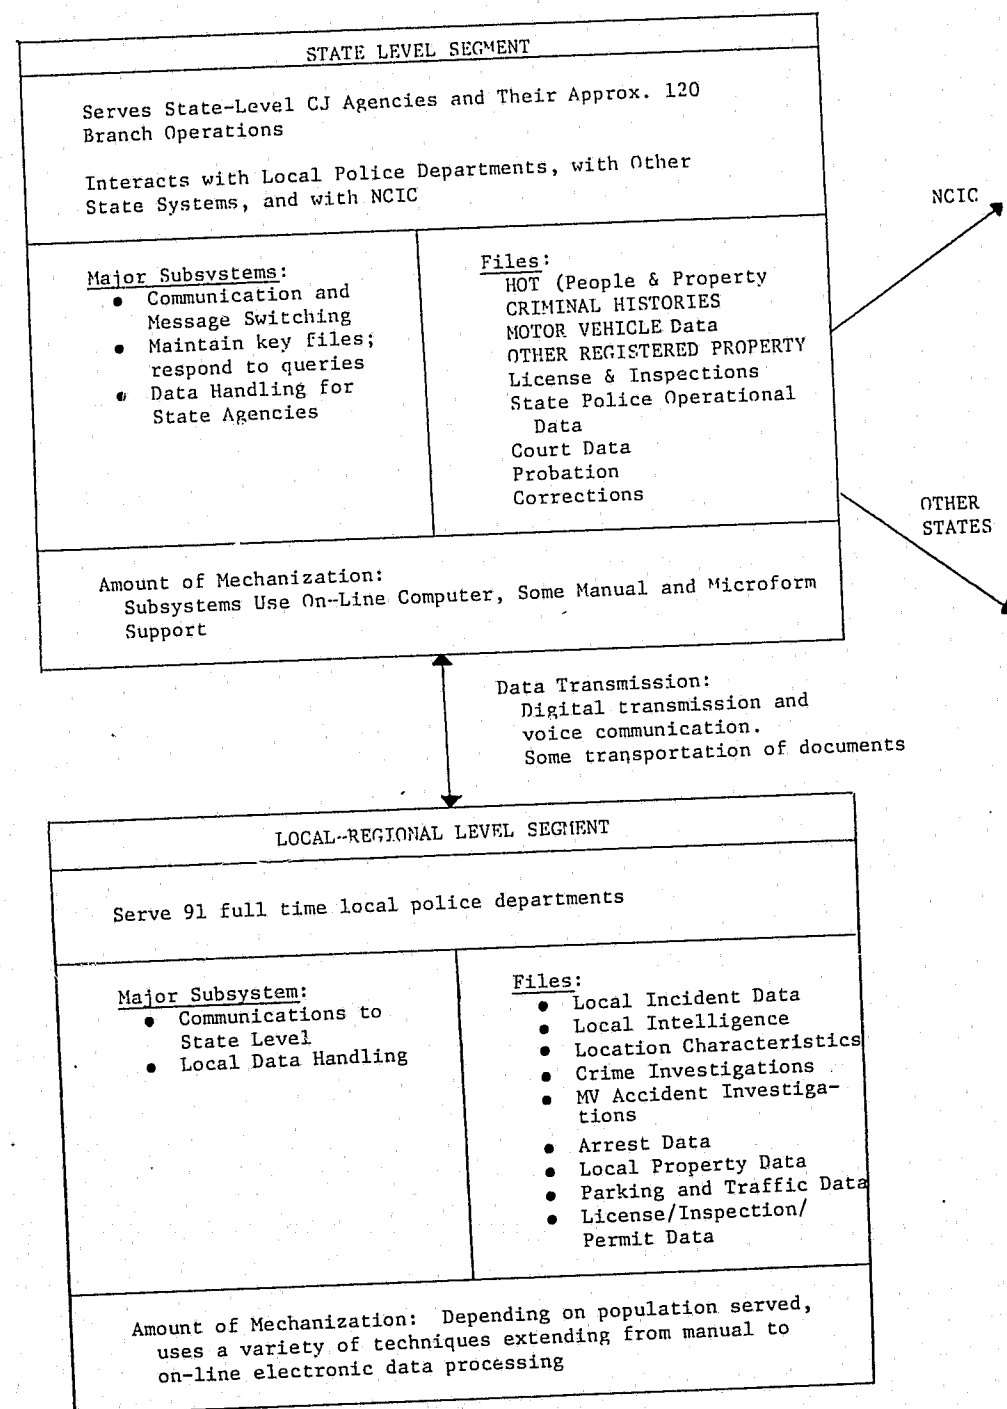 STATE LEVEL SEGMENT
Serves State-Level CJ Agencies and Their Approx. 120
Branch Operations
Interacts with Local Police Departments, with Other
State Systems, and with NCIC
Major Subsystems:
● Communication and
Message Switching
● Maintain key files;
respond to queries
● Data Handling for
State Agencies
Files:
HOT (People & Property
CRIMINAL HISTORIES
MOTOR VEHICLE Data
OTHER REGISTERED PROPERTY
License & Inspections
State Police Operational
Data
Court Data
Probation
Corrections
NCIC
OTHER
STATES
Amount of Mechanization:
Subsystems Use On-Line Computer, Some Manual and Microform
Support
Data Transmission:
Digital transmission and
voice communication.
Some transportation of documents
LOCAL-REGIONAL LEVEL SEGMENT
Serve 91 full time local police departments
Major Subsystem:
● Communications to
State Level
● Local Data Handling
Files:
● Local Incident Data
● Local Intelligence
● Location Characteristics
● Crime Investigations
● MV Accident Investiga-
tions
● Arrest Data
● Local Property Data
● Parking and Traffic Data
● License/Inspection/
Permit Data
Amount of Mechanization: Depending on population served,
uses a variety of techniques extending from manual to
on-line electronic data processing